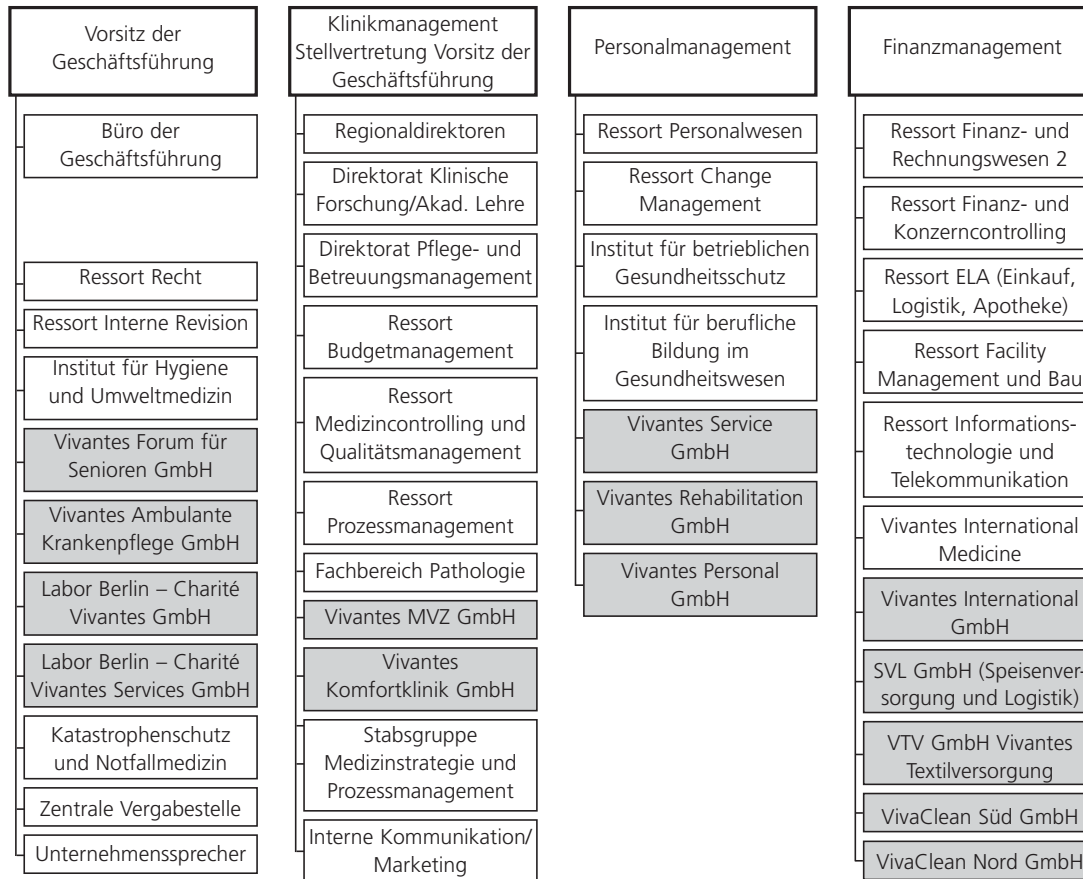 Vorsitz der
Geschäftsführung
Büro der
Geschäftsführung
Ressort Recht
Ressort Interne Revision
Institut für Hygiene
und Umweltmedizin
Vivantes Forum für
Senioren GmbH
Vivantes Ambulante
Krankenpflege GmbH
Labor Berlin – Charité
Vivantes GmbH
Labor Berlin – Charité
Vivantes Services GmbH
Katastrophenschutz
und Notfallmedizin
Zentrale Vergabestelle
Unternehmenssprecher
Klinikmanagement
Stellvertretung Vorsitz der
Geschäftsführung
Regionaldirektoren
Direktorat Klinische
Forschung/Akad. Lehre
Direktorat Pflege- und
Betreuungsmanagement
Ressort
Budgetmanagement
Ressort
Medizincontrolling und
Qualitätsmanagement
Ressort
Prozessmanagement
Fachbereich Pathologie
Vivantes MVZ GmbH
Vivantes
Komfortklinik GmbH
Stabsgruppe
Medizinstrategie und
Prozessmanagement
Interne Kommunikation/
Marketing
Personalmanagement
Ressort Personalwesen
Ressort Change
Management
Institut für betrieblichen
Gesundheitsschutz
Institut für berufliche
Bildung im
Gesundheitswesen
Vivantes Service
GmbH
Vivantes Rehabilitation
GmbH
Vivantes Personal
GmbH
Finanzmanagement
Ressort Finanz- und
Rechnungswesen 2
Ressort Finanz- und
Konzerncontrolling
Ressort ELA (Einkauf,
Logistik, Apotheke)
Ressort Facility
Management und Bau
Ressort Informations-
technologie und
Telekommunikation
Vivantes International
Medicine
Vivantes International
GmbH
SVL GmbH (Speisenver-
sorgung und Logistik)
VTV GmbH Vivantes
Textilversorgung
VivaClean Süd GmbH
VivaClean Nord GmbH